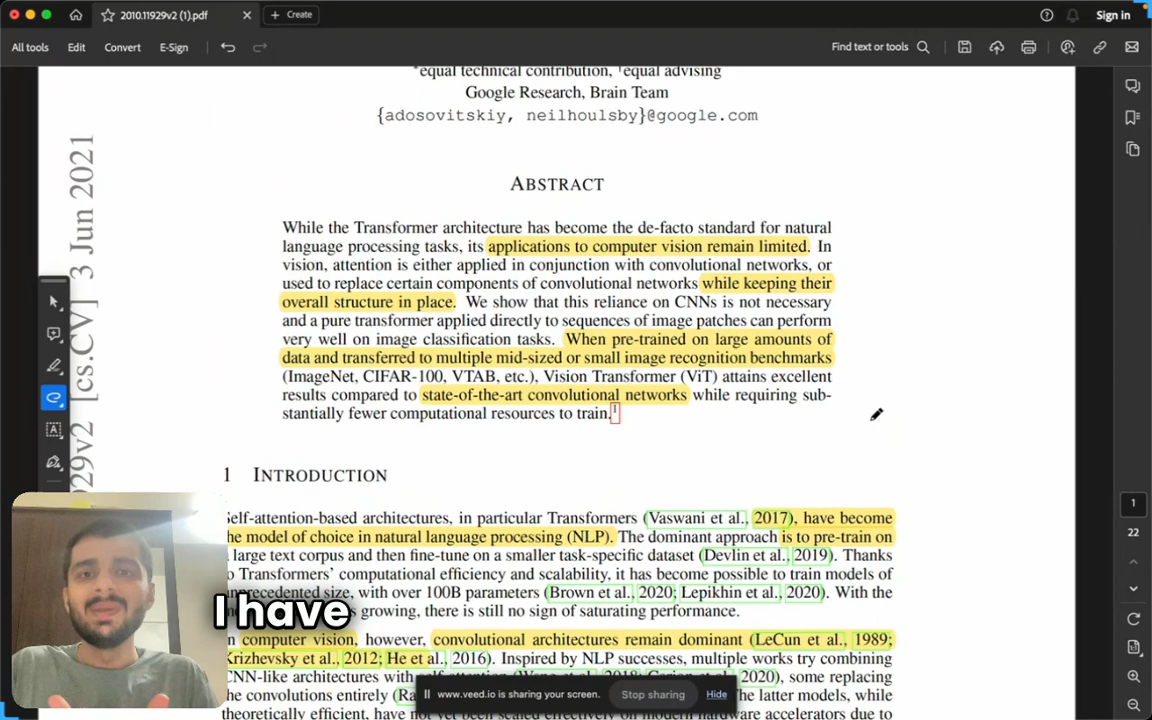 2010.11929v2 (1).pdf
Create
Sign in
All tools
Edit
Convert
E-Sign
Find text or tools
*equal technical contribution, †equal advising
Google Research, Brain Team
{adosovitskiy, neilhoulsby}@google.com
ABSTRACT
While the Transformer architecture has become the de-facto standard for natural
language processing tasks, its applications to computer vision remain limited. In
vision, attention is either applied in conjunction with convolutional networks, or
used to replace certain components of convolutional networks while keeping their
overall structure in place. We show that this reliance on CNNs is not necessary
and a pure transformer applied directly to sequences of image patches can perform
very well on image classification tasks. When pre-trained on large amounts of
data and transferred to multiple mid-sized or small image recognition benchmarks
(ImageNet, CIFAR-100, VTAB, etc.), Vision Transformer (ViT) attains excellent
results compared to state-of-the-art convolutional networks while requiring sub-
stantially fewer computational resources to train.1
929v2 [cs.CV] 3 Jun 2021
1 INTRODUCTION
Self-attention-based architectures, in particular Transformers (Vaswani et al., 2017), have become
the model of choice in natural language processing (NLP). The dominant approach is to pre-train on
large text corpus and then fine-tune on a smaller task-specific dataset (Devlin et al., 2019). Thanks
to Transformers' computational efficiency and scalability, it has become possible to train models of
unprecedented size, with over 100B parameters (Brown et al., 2020; Lepikhin et al., 2020). With the
growing, there is still no sign of saturating performance.
I have
In computer vision, however, convolutional architectures remain dominant (LeCun et al., 1989;
Krizhevsky et al., 2012; He et al., 2016). Inspired by NLP successes, multiple works try combining
CNN-like architectures with self-attention (Wang et al., 2018; Carion et al., 2020), some replacing
the convolutions entirely (Ra
The latter models, while
theoretically efficient, have not yet been scaled effectively on modern hardware accelerators due to
www.veed.io is sharing your screen.
Stop sharing
Hide
1
22